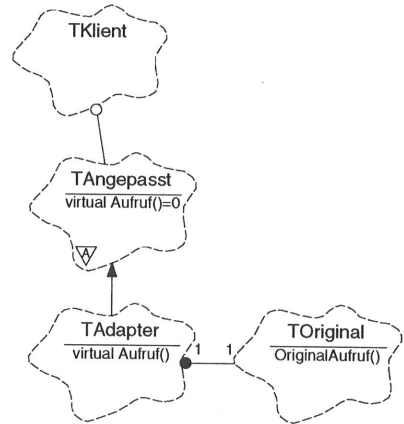 TKlient
TAngepasst
virtual Aufruf()=0
A
TAdapter
virtual Aufruf()
1
1
TOriginal
OriginalAufruf()